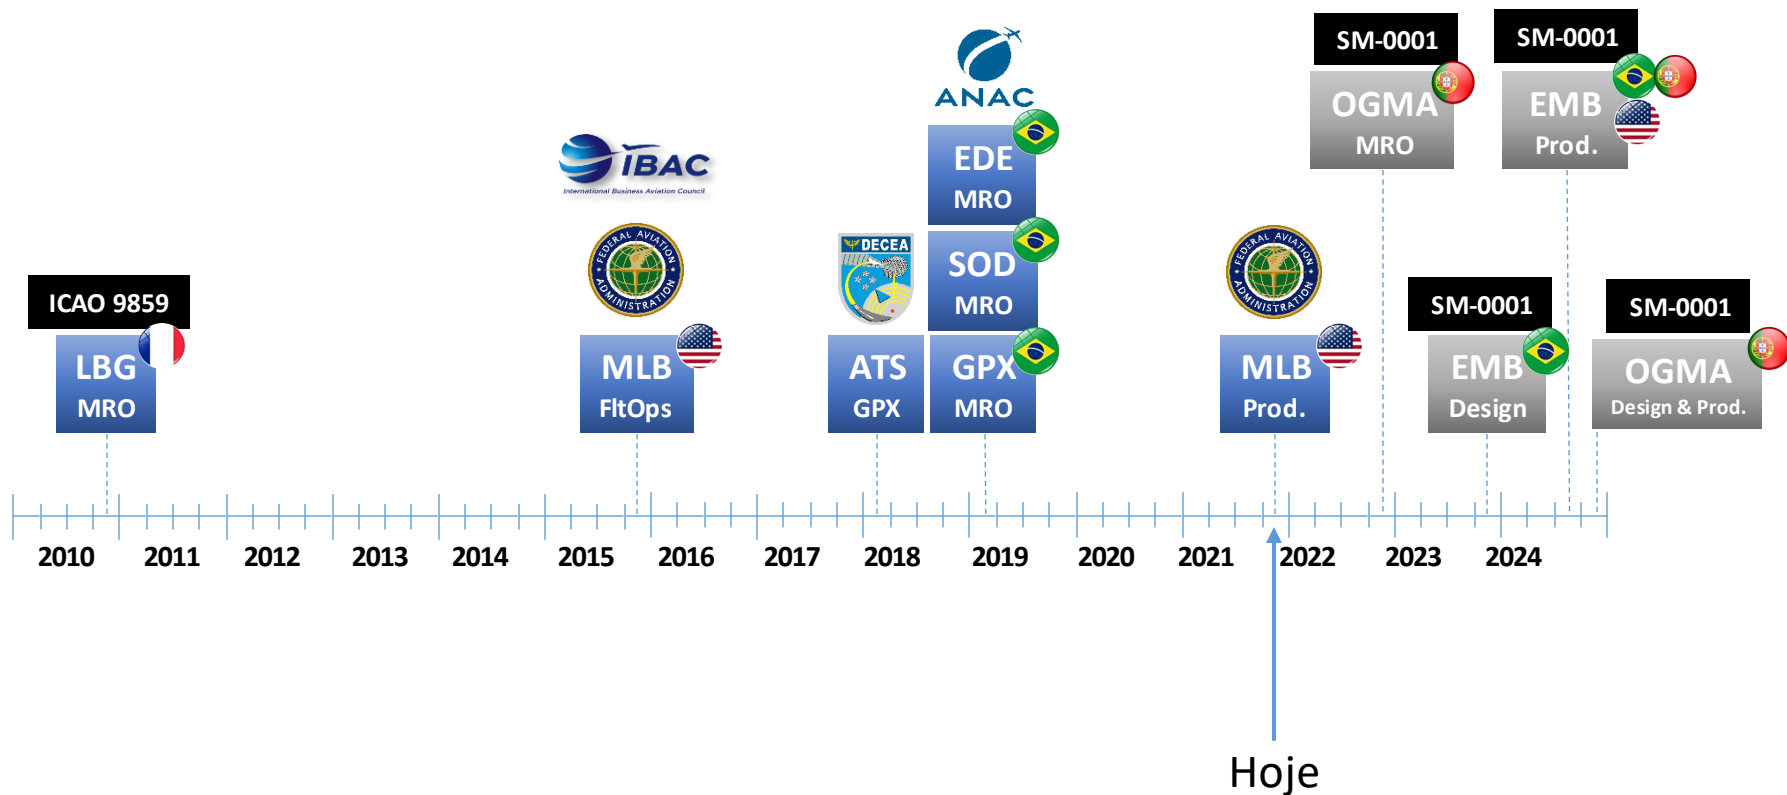 ICAO 9859
LBG
MRO
IBAC
International Business Aviation Council
FEDERAL AVIATION
ADMINISTRATION
MLB
FltOps
DECEA
ATS
GPX
ANAC
EDE
MRO
SOD
MRO
GPX
MRO
FEDERAL AVIATION
ADMINISTRATION
MLB
Prod.
SM-0001
OGMA
MRO
SM-0001
EMB
Design
SM-0001
EMB
Prod.
SM-0001
OGMA
Design & Prod.
2010 2011 2012 2013 2014 2015 2016 2017 2018 2019 2020 2021 2022 2023 2024
Hoje